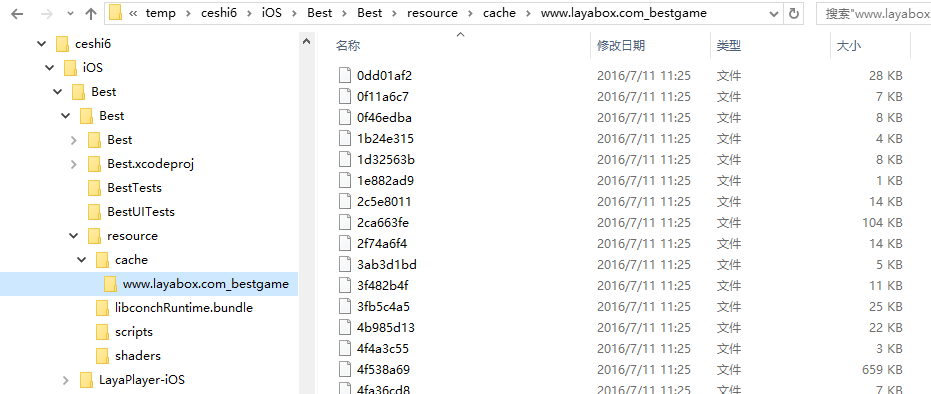 « temp › ceshi6 › iOS › Best › Best › resource › cache › www.layabox.com_bestgame
搜索"www.layabox
ceshi6
iOS
Best
Best
Best
Best.xcodeproj
BestTests
BestUITests
resource
cache
www.layabox.com_bestgame
libconchRuntime.bundle
scripts
shaders
LayaPlayer-iOS
名称 修改日期 类型 大小
0dd01af2 2016/7/11 11:25 文件 28 KB
0f11a6c7 2016/7/11 11:25 文件 7 KB
0f46edba 2016/7/11 11:25 文件 8 KB
1b24e315 2016/7/11 11:25 文件 4 KB
1d32563b 2016/7/11 11:25 文件 8 KB
1e882ad9 2016/7/11 11:25 文件 1 KB
2c5e8011 2016/7/11 11:25 文件 14 KB
2ca663fe 2016/7/11 11:25 文件 104 KB
2f74a6f4 2016/7/11 11:25 文件 14 KB
3ab3d1bd 2016/7/11 11:25 文件 5 KB
3f482b4f 2016/7/11 11:25 文件 11 KB
3fb5c4a5 2016/7/11 11:25 文件 25 KB
4b985d13 2016/7/11 11:25 文件 22 KB
4f4a3c55 2016/7/11 11:25 文件 3 KB
4f538a69 2016/7/11 11:25 文件 659 KB
4fa36cd8 2016/7/11 11:25 文件 7 KB